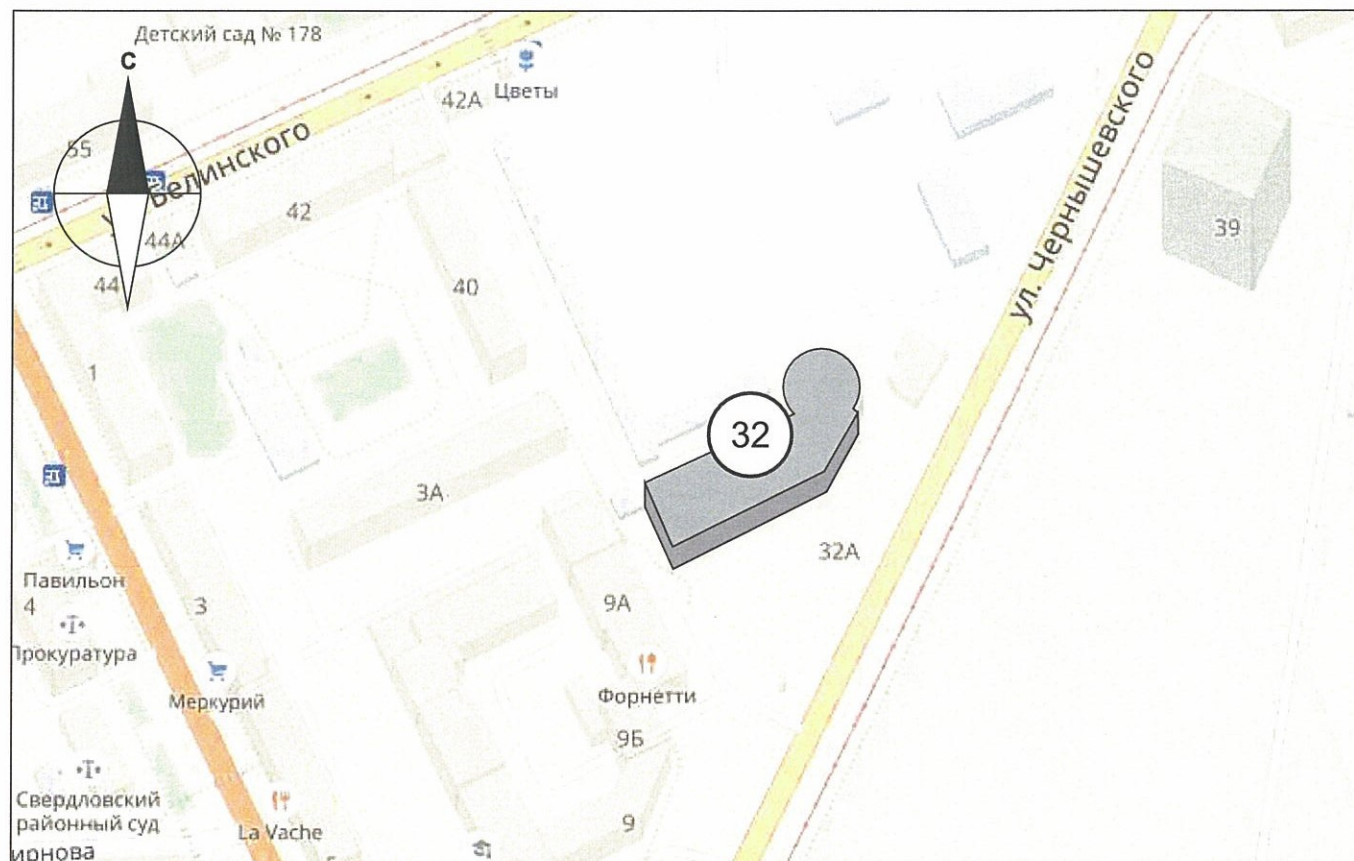 Детский сад № 178
С
42А
Цветы
55
Белинского
42
44А
44
40
ул. Чернышевского
39
1
32
3А
32А
Павильон
4
3
9А
Прокуратура
Меркурий
Форнетти
9Б
Свердловский
районный суд
La Vache
9
ирнова